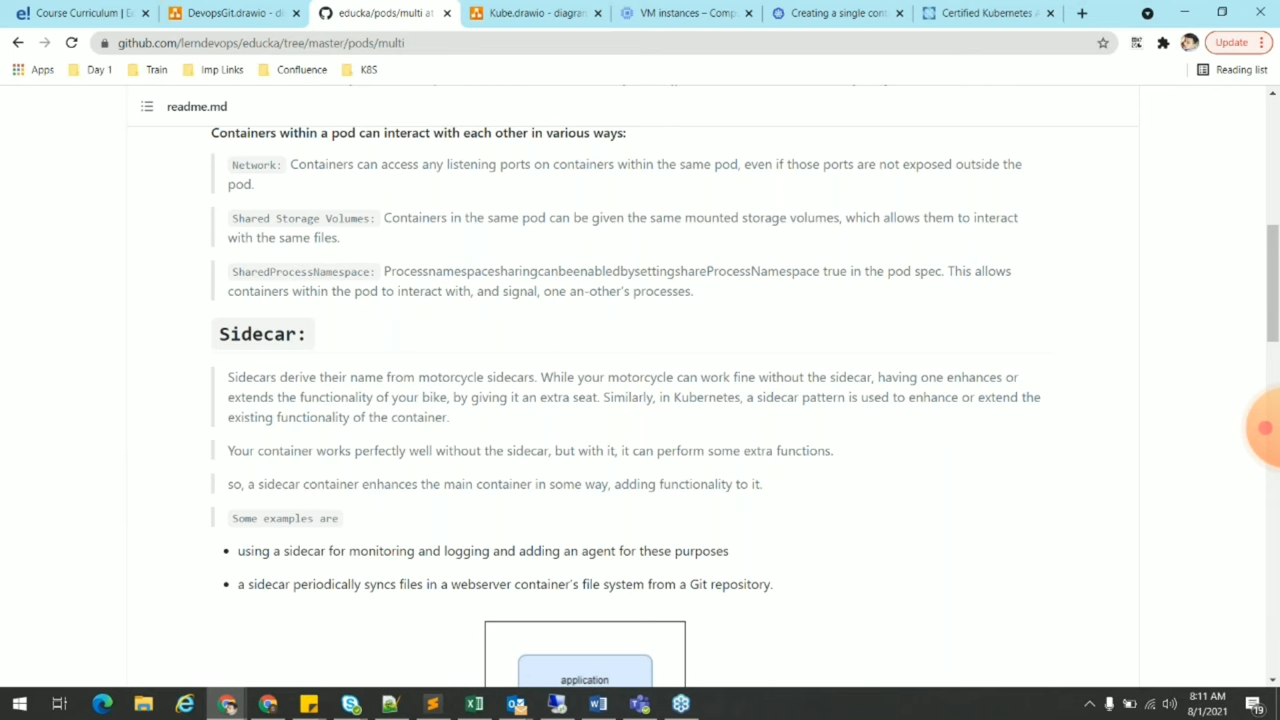 Course Curriculum | E
DevopsGit.drawio - di
educka/pods/multi at
Kube.drawio - diagram
VM instances – Comp
Creating a single cont
Certified Kubernetes A
github.com/lerndevops/educka/tree/master/pods/multi
Update
Apps
Day 1
Train
Imp Links
Confluence
K8S
Reading list
readme.md
Containers within a pod can interact with each other in various ways:
Network: Containers can access any listening ports on containers within the same pod, even if those ports are not exposed outside the
pod.
Shared Storage Volumes: Containers in the same pod can be given the same mounted storage volumes, which allows them to interact
with the same files.
SharedProcessNamespace: ProcessnamespacesharingcanbeenabledbysettingshareProcessNamespace true in the pod spec. This allows
containers within the pod to interact with, and signal, one an-other's processes.
Sidecar:
Sidecars derive their name from motorcycle sidecars. While your motorcycle can work fine without the sidecar, having one enhances or
extends the functionality of your bike, by giving it an extra seat. Similarly, in Kubernetes, a sidecar pattern is used to enhance or extend the
existing functionality of the container.
Your container works perfectly well without the sidecar, but with it, it can perform some extra functions.
so, a sidecar container enhances the main container in some way, adding functionality to it.
Some examples are
• using a sidecar for monitoring and logging and adding an agent for these purposes
• a sidecar periodically syncs files in a webserver container's file system from a Git repository.
application
8:11 AM
8/1/2021
19